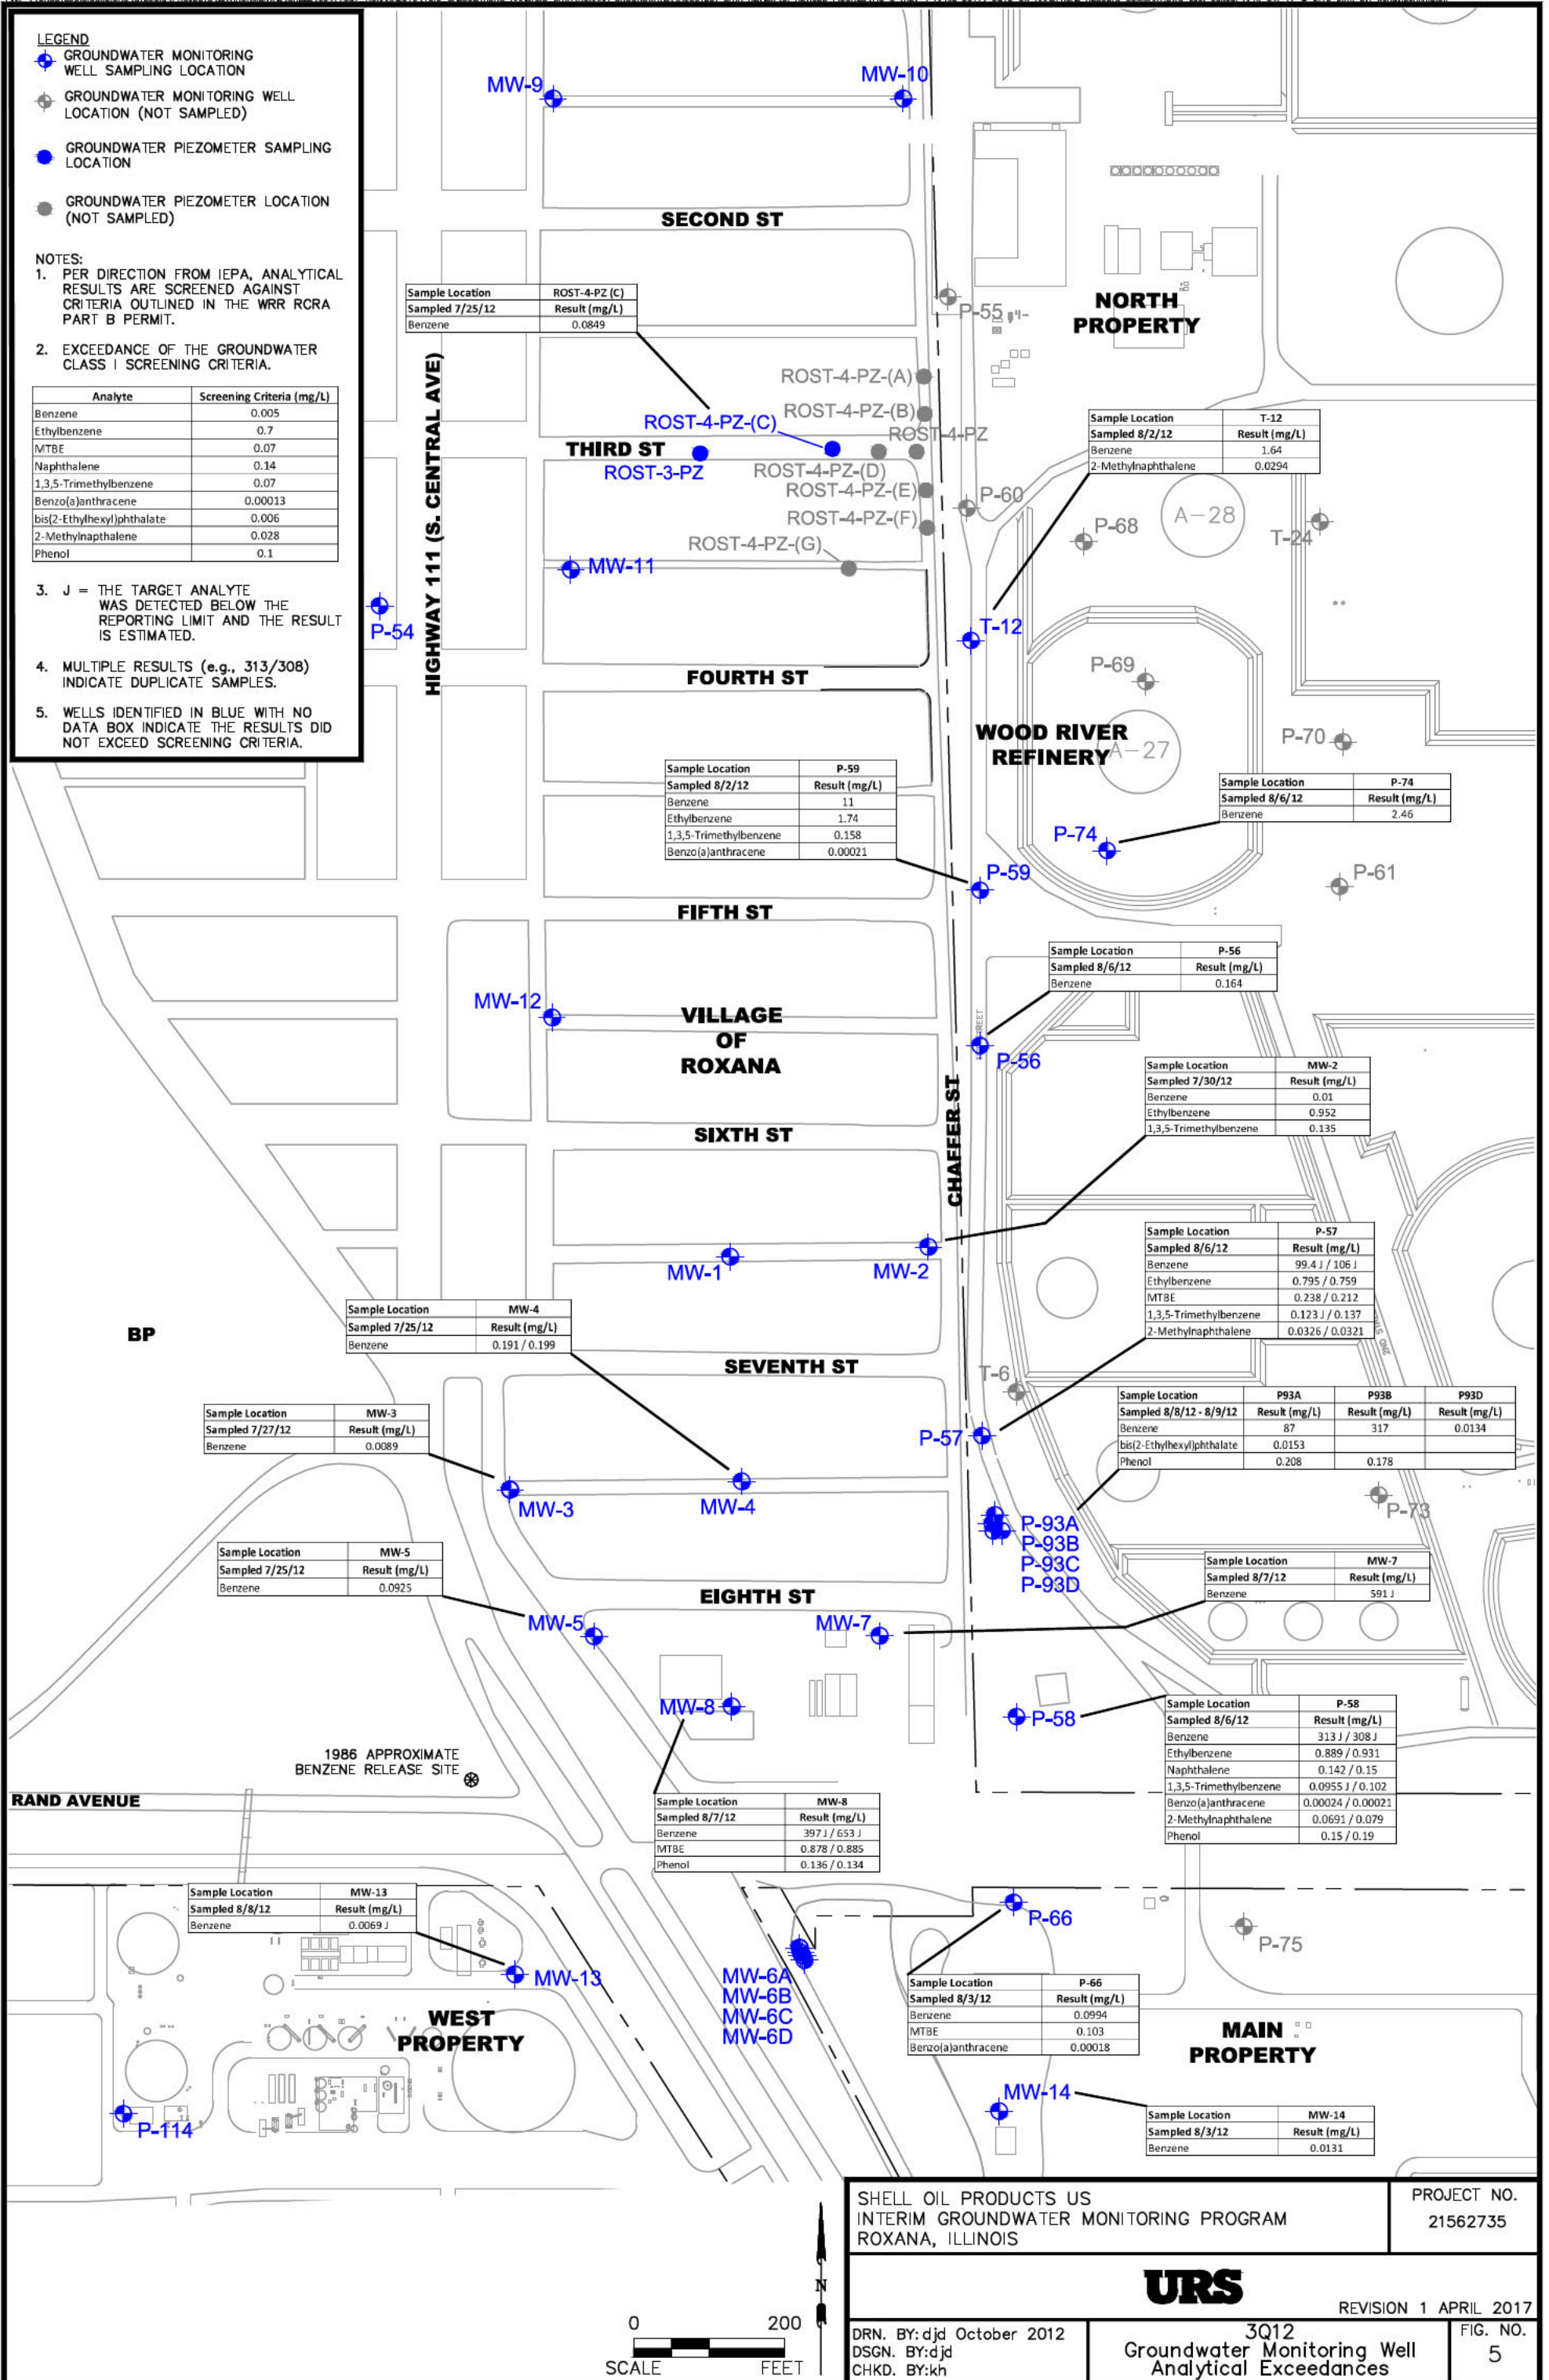 LEGEND
GROUNDWATER MONITORING
WELL SAMPLING LOCATION
GROUNDWATER MONITORING WELL
LOCATION (NOT SAMPLED)
GROUNDWATER PIEZOMETER SAMPLING
LOCATION
GROUNDWATER PIEZOMETER LOCATION
(NOT SAMPLED)
NOTES:
1. PER DIRECTION FROM IEPA, ANALYTICAL
RESULTS ARE SCREENED AGAINST
CRITERIA OUTLINED IN THE WRR RCRA
PART B PERMIT.
2. EXCEEDANCE OF THE GROUNDWATER
CLASS I SCREENING CRITERIA.
Analyte Screening Criteria (mg/L)
Benzene 0.005
Ethylbenzene 0.7
MTBE 0.07
Naphthalene 0.14
1,3,5-Trimethylbenzene 0.07
Benzo(a)anthracene 0.00013
bis(2-Ethylhexyl)phthalate 0.006
2-Methylnapthalene 0.028
Phenol 0.1
3. J = THE TARGET ANALYTE
WAS DETECTED BELOW THE
REPORTING LIMIT AND THE RESULT
IS ESTIMATED.
4. MULTIPLE RESULTS (e.g., 313/308)
INDICATE DUPLICATE SAMPLES.
5. WELLS IDENTIFIED IN BLUE WITH NO
DATA BOX INDICATE THE RESULTS DID
NOT EXCEED SCREENING CRITERIA.
MW-9
MW-10
SECOND ST
Sample Location ROST-4-PZ (C)
Sampled 7/25/12 Result (mg/L)
Benzene 0.0849
P-55
NORTH
PROPERTY
HIGHWAY 111 (S. CENTRAL AVE)
ROST-4-PZ-(A)
ROST-4-PZ-(B)
ROST-4-PZ-(C)
ROST-4-PZ
THIRD ST
ROST-3-PZ
ROST-4-PZ-(D)
ROST-4-PZ-(E)
ROST-4-PZ-(F)
ROST-4-PZ-(G)
Sample Location T-12
Sampled 8/2/12 Result (mg/L)
Benzene 1.64
2-Methylnaphthalene 0.0294
P-60
P-68
A-28
T-24
MW-11
P-54
T-12
P-69
FOURTH ST
WOOD RIVER
REFINERY
A-27
P-70
Sample Location P-59
Sampled 8/2/12 Result (mg/L)
Benzene 11
Ethylbenzene 1.74
1,3,5-Trimethylbenzene 0.158
Benzo(a)anthracene 0.00021
Sample Location P-74
Sampled 8/6/12 Result (mg/L)
Benzene 2.46
P-74
P-59
P-61
FIFTH ST
Sample Location P-56
Sampled 8/6/12 Result (mg/L)
Benzene 0.164
MW-12
VILLAGE
OF
ROXANA
P-56
CHAFFER ST
Sample Location MW-2
Sampled 7/30/12 Result (mg/L)
Benzene 0.01
Ethylbenzene 0.952
1,3,5-Trimethylbenzene 0.135
SIXTH ST
MW-1
MW-2
Sample Location P-57
Sampled 8/6/12 Result (mg/L)
Benzene 99.4 J / 106 J
Ethylbenzene 0.795 / 0.759
MTBE 0.238 / 0.212
1,3,5-Trimethylbenzene 0.123 J / 0.137
2-Methylnaphthalene 0.0326 / 0.0321
BP
Sample Location MW-4
Sampled 7/25/12 Result (mg/L)
Benzene 0.191 / 0.199
SEVENTH ST
T-6
Sample Location P93A P93B P93D
Sampled 8/8/12 - 8/9/12 Result (mg/L) Result (mg/L) Result (mg/L)
Benzene 87 317 0.0134
bis(2-Ethylhexyl)phthalate 0.0153
Phenol 0.208 0.178
Sample Location MW-3
Sampled 7/27/12 Result (mg/L)
Benzene 0.0089
P-57
MW-3
MW-4
P-73
P-93A
P-93B
P-93C
P-93D
Sample Location MW-5
Sampled 7/25/12 Result (mg/L)
Benzene 0.0925
Sample Location MW-7
Sampled 8/7/12 Result (mg/L)
Benzene 591 J
EIGHTH ST
MW-5
MW-7
MW-8
P-58
Sample Location P-58
Sampled 8/6/12 Result (mg/L)
Benzene 313 J / 308 J
Ethylbenzene 0.889 / 0.931
Naphthalene 0.142 / 0.15
1,3,5-Trimethylbenzene 0.0955 J / 0.102
Benzo(a)anthracene 0.00024 / 0.00021
2-Methylnaphthalene 0.0691 / 0.079
Phenol 0.15 / 0.19
1986 APPROXIMATE
BENZENE RELEASE SITE
RAND AVENUE
Sample Location MW-8
Sampled 8/7/12 Result (mg/L)
Benzene 397 J / 653 J
MTBE 0.878 / 0.885
Phenol 0.136 / 0.134
Sample Location MW-13
Sampled 8/8/12 Result (mg/L)
Benzene 0.0069 J
P-66
P-75
MW-13
MW-6A
MW-6B
MW-6C
MW-6D
Sample Location P-66
Sampled 8/3/12 Result (mg/L)
Benzene 0.0994
MTBE 0.103
Benzo(a)anthracene 0.00018
WEST
PROPERTY
MAIN
PROPERTY
MW-14
Sample Location MW-14
Sampled 8/3/12 Result (mg/L)
Benzene 0.0131
P-114
SHELL OIL PRODUCTS US
INTERIM GROUNDWATER MONITORING PROGRAM
ROXANA, ILLINOIS
PROJECT NO.
21562735
URS
REVISION 1 APRIL 2017
N
0 200
SCALE FEET
DRN. BY:djd October 2012
DSGN. BY:djd
CHKD. BY:kh
3Q12
Groundwater Monitoring Well
Analytical Exceedances
FIG. NO.
5